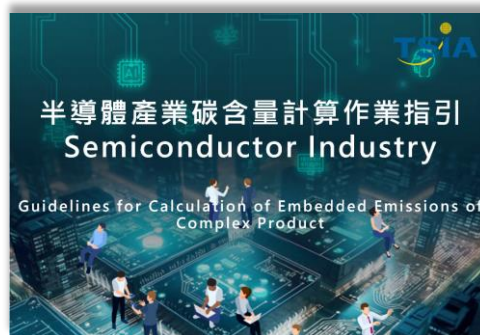 TSiA
AI
半導體產業碳含量計算作業指引
Semiconductor Industry
Guidelines for Calculation of Embedded Emissions of
Complex Product